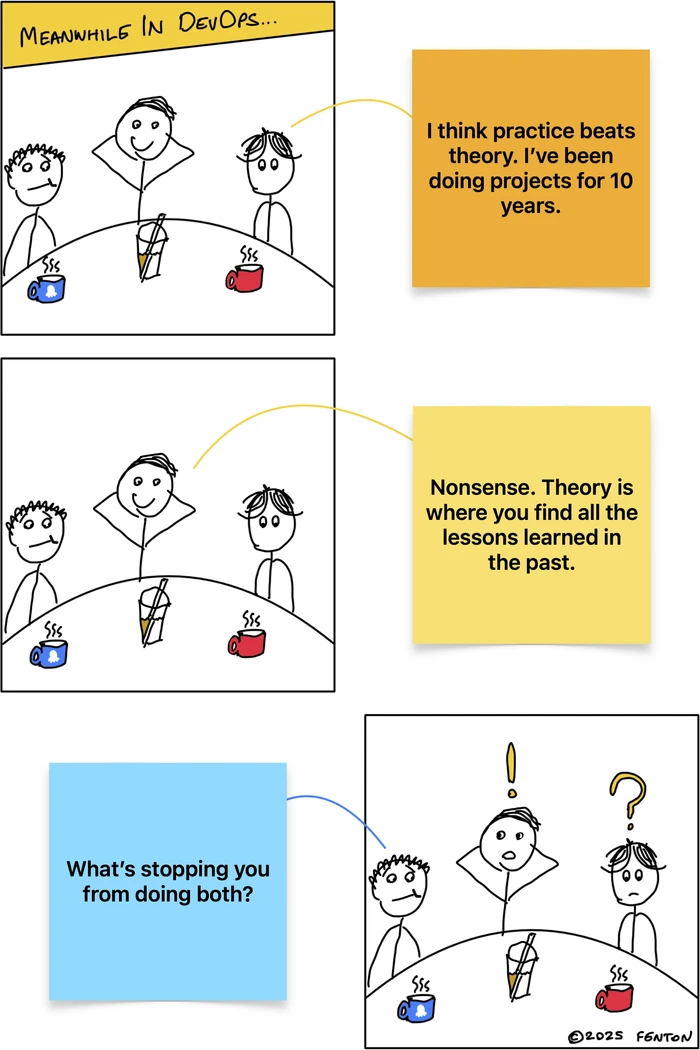 MEANWHILE IN DEVOPS...
I think practice beats
theory. I’ve been
doing projects for 10
years.
Nonsense. Theory is
where you find all the
lessons learned in
the past.
What’s stopping you
from doing both?
!
?
©2025 FENTON